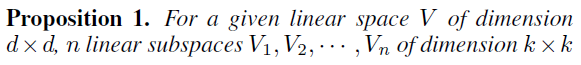 Proposition 1. For a given linear space V of dimension
d × d, n linear subspaces V₁, V₂, ⋯ , Vₙ of dimension k × k